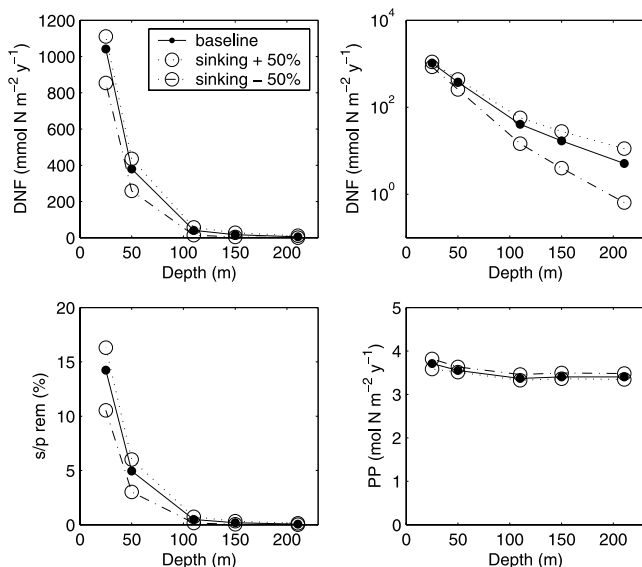 DNF (mmol N m⁻² y⁻¹)
1200
1000
800
600
400
200
0
0 50 100 150 200
Depth (m)
baseline
sinking + 50%
sinking − 50%
DNF (mmol N m⁻² y⁻¹)
10⁴
10²
10⁰
0 50 100 150 200
Depth (m)
s/p rem (%)
20
15
10
5
0
0 50 100 150 200
Depth (m)
PP (mol N m⁻² y⁻¹)
5
4
3
2
1
0
0 50 100 150 200
Depth (m)